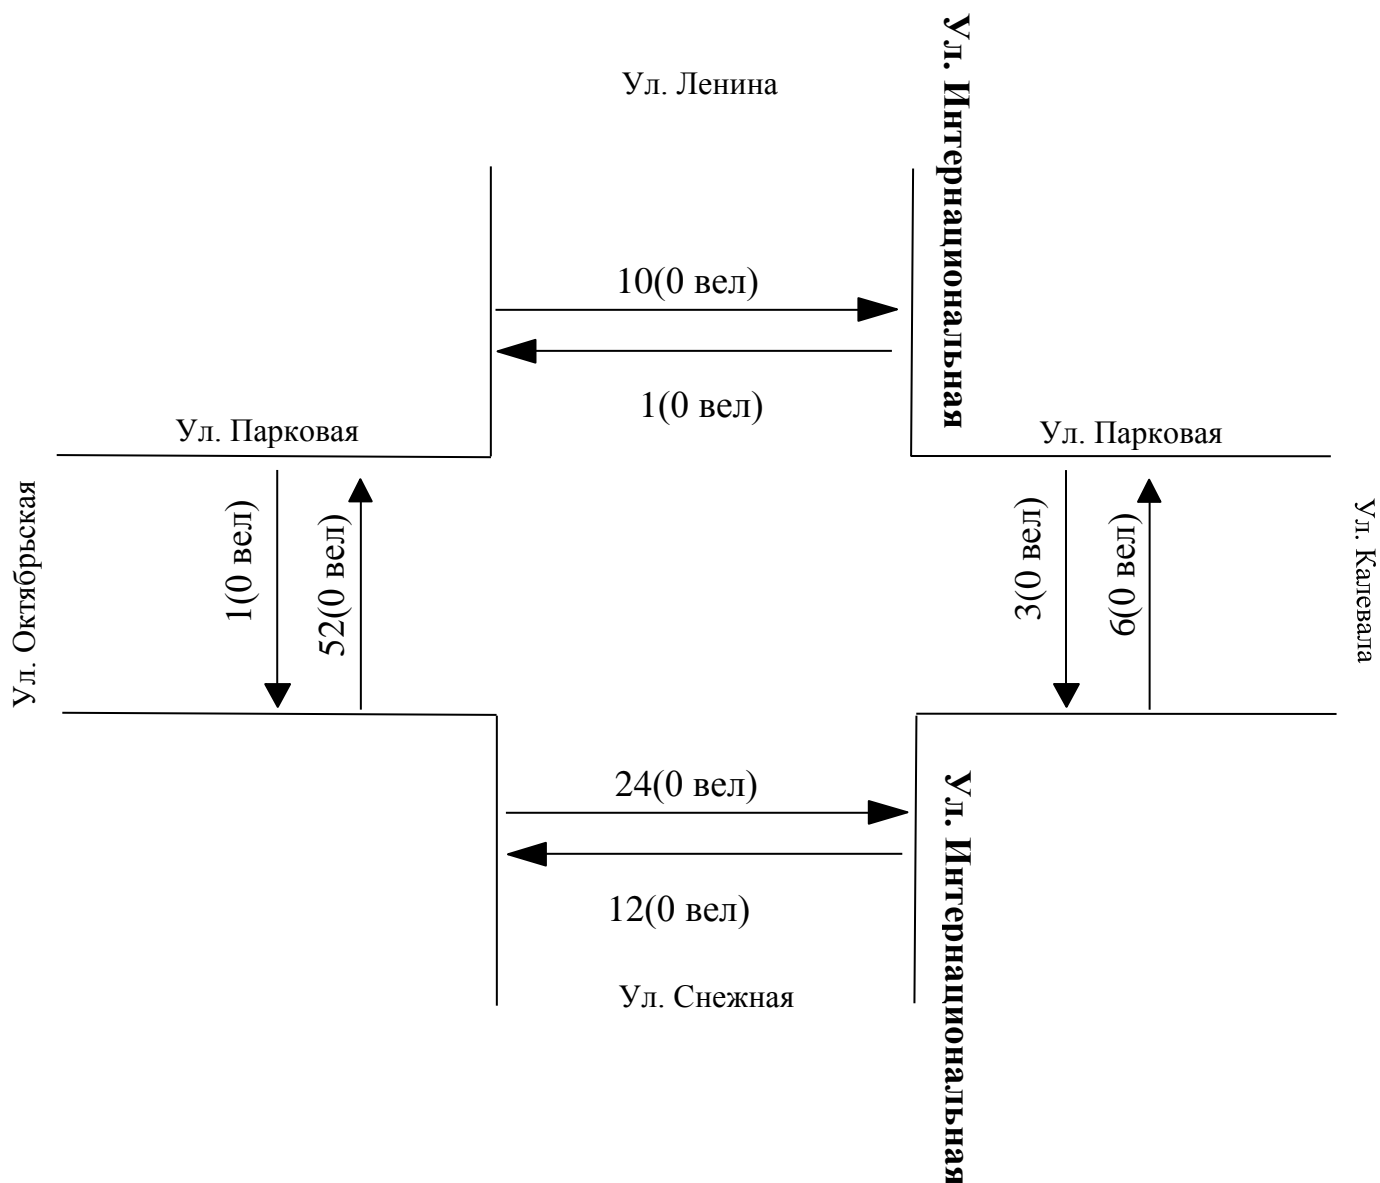 Ул. Ленина
Ул. Интернациональная
10(0 вел)
1(0 вел)
Ул. Парковая
Ул. Парковая
Ул. Октябрьская
1(0 вел)
52(0 вел)
3(0 вел)
6(0 вел)
Ул. Калевала
24(0 вел)
12(0 вел)
Ул. Интернациональная
Ул. Снежная